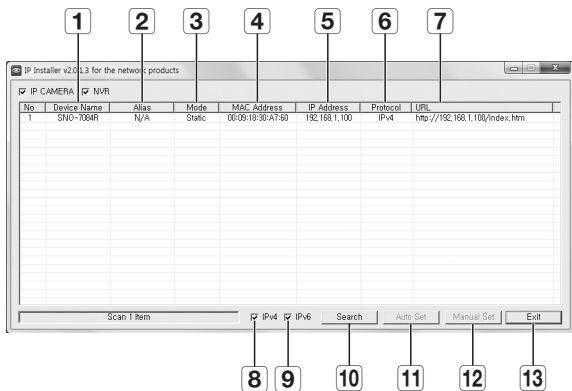 1 2 3 4 5 6 7
IP Installer v2.0.1.3 for the network products
IP CAMERA NVR
No Device Name Alias Mode MAC Address IP Address Protocol URL
1 SNO-7084R N/A Static 00:09:18:30:A7:60 192,168,1,100 IPv4 http://192,168,1,100/index,htm
Scan 1 Item IPv4 IPv6 Search Auto Set Manual Set Exit
8 9 10 11 12 13